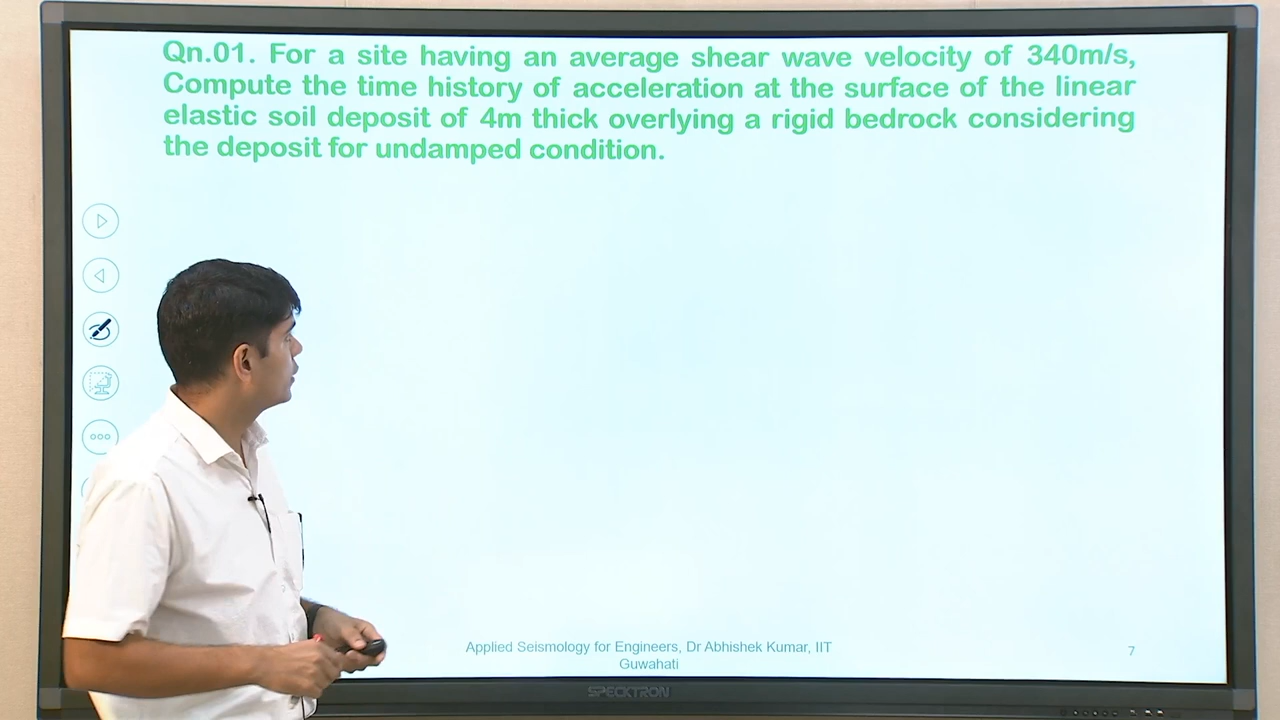 Qn.01. For a site having an average shear wave velocity of 340m/s,
Compute the time history of acceleration at the surface of the linear
elastic soil deposit of 4m thick overlying a rigid bedrock considering
the deposit for undamped condition.
Applied Seismology for Engineers, Dr Abhishek Kumar, IIT
Guwahati
7
SPECKTRON